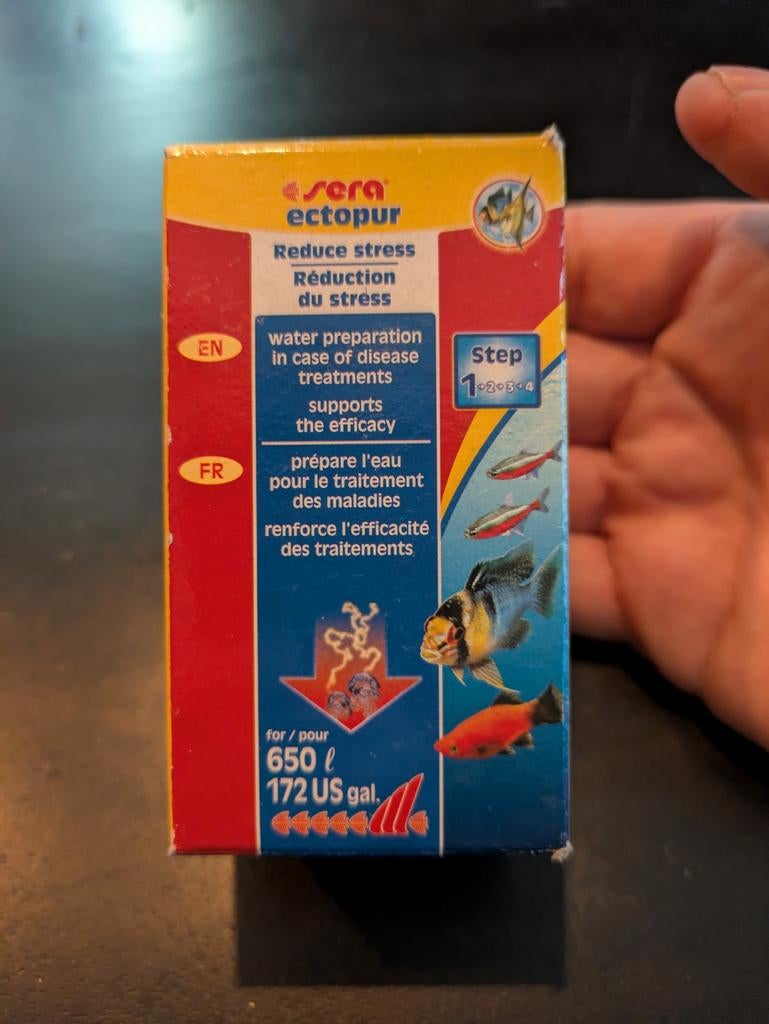 sera
ectopur
Reduce stress
Réduction
du stress
EN
water preparation
in case of disease
treatments
supports
the efficacy
Step
1→2→3→4
FR
prépare l'eau
pour le traitement
des maladies
renforce l'efficacité
des traitements
for / pour
650 ℓ
172 US gal.